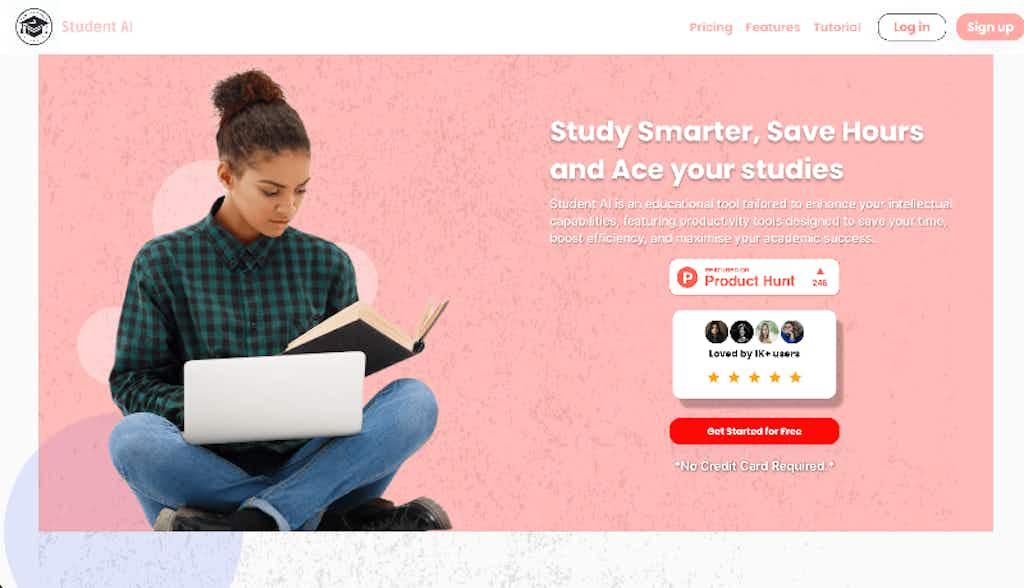 Student AI
Pricing Features Tutorial Log in Sign up
Study Smarter, Save Hours
and Ace your studies
Student AI is an educational tool tailored to enhance your intellectual
capabilities, featuring productivity tools designed to save your time,
boost efficiency, and maximise your academic success.
FEATURED ON
Product Hunt
246
Loved by 1K+ users
Get Started for Free
*No Credit Card Required.*